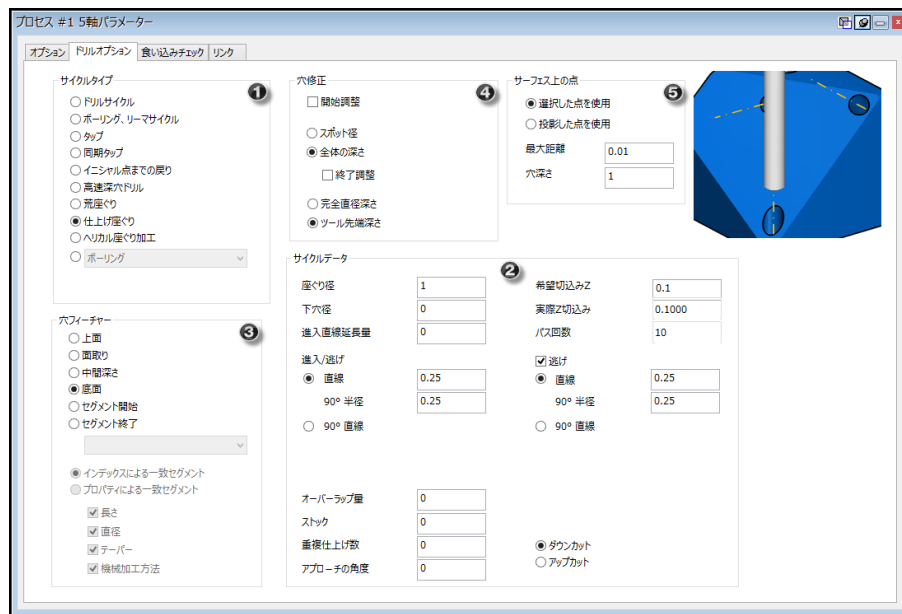 プロセス #1 5軸パラメーター
オプション ドリルオプション 食い込みチェック リンク
サイクルタイプ
1
ドリルサイクル
ボーリング、リーマサイクル
タップ
同期タップ
イニシャル点までの戻り
高速深穴ドリル
荒座ぐり
仕上げ座ぐり
ヘリカル座ぐり加工
ボーリング
穴フィーチャー
3
上面
面取り
中間深さ
底面
セグメント開始
セグメント終了
インデックスによる一致セグメント
プロパティによる一致セグメント
長さ
直径
テーパー
機械加工方法
穴修正
4
開始調整
スポット径
全体の深さ
終了調整
完全直径深さ
ツール先端深さ
サーフェス上の点
5
選択した点を使用
投影した点を使用
最大距離 0.01
穴深さ 1
サイクルデータ
2
座ぐり径 1 希望切込みZ 0.1
下穴径 0 実際Z切込み 0.1000
進入直線延長量 0 パス回数 10
進入/逃げ 逃げ
直線 0.25 直線 0.25
90° 半径 0.25 90° 半径 0.25
90° 直線 90° 直線
オーバーラップ量 0
ストック 0
重複仕上げ数 0 ダウンカット
アプローチの角度 0 アップカット